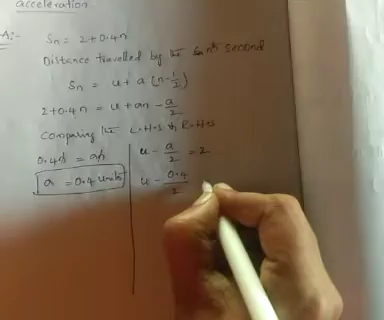 acceleration.
A:- Sn = 2+0.4n
Distance travelled by the nth second
Sn = u + a (n - 1/2)
2+0.4n = u + an - a/2
Comparing the L.H.S & R.H.S
0.4n = an
a = 0.4 units
u - a/2 = 2
u - 0.4/2